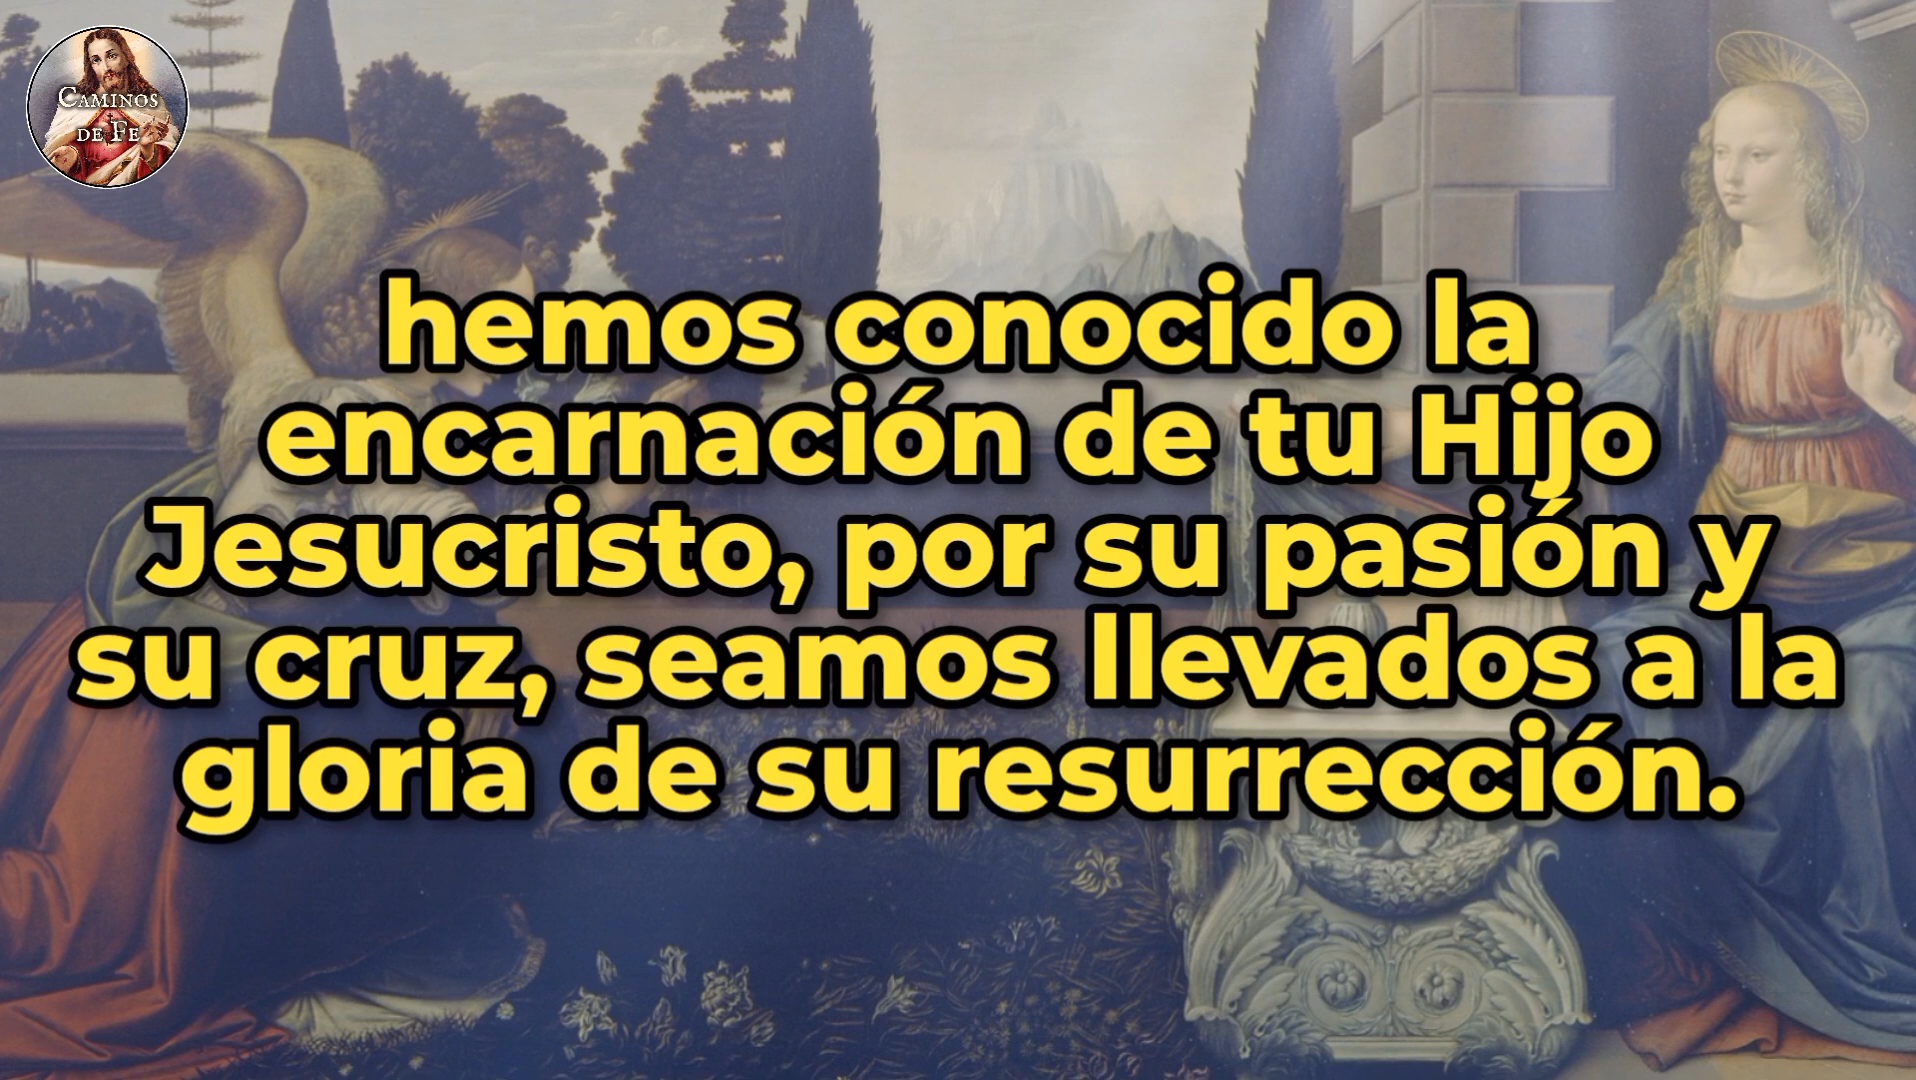 CAMINOS
DE FE
hemos conocido la
encarnación de tu Hijo
Jesucristo, por su pasión y
su cruz, seamos llevados a la
gloria de su resurrección.